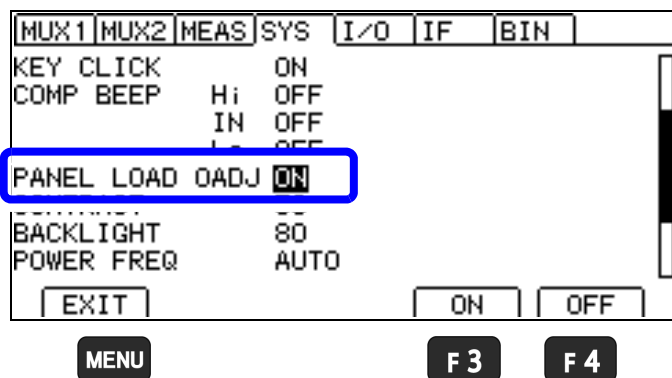 MUX1 MUX2 MEAS SYS I/O IF BIN
KEY CLICK ON
COMP BEEP Hi OFF
IN OFF
PANEL LOAD 0ADJ ON
BACKLIGHT 80
POWER FREQ AUTO
EXIT ON OFF
MENU F3 F4